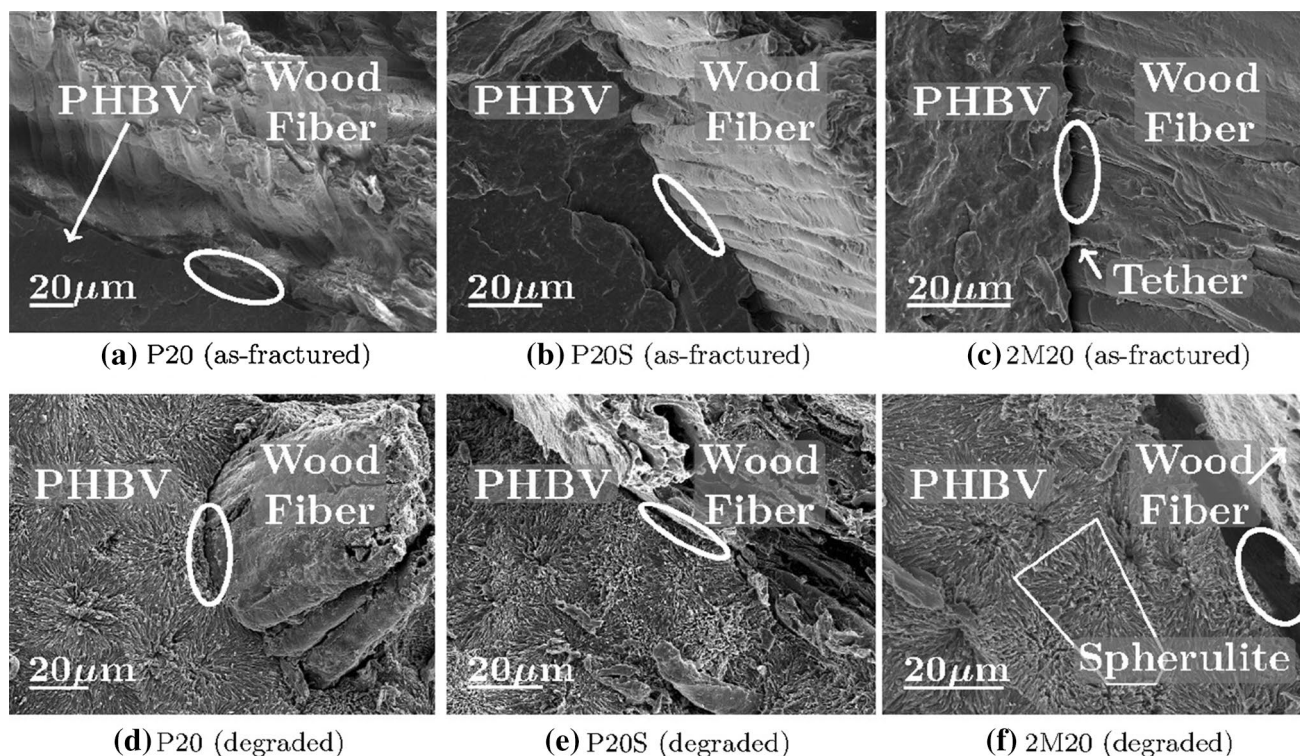 PHBV
Wood
Fiber
20μm
(a) P20 (as-fractured)
PHBV
Wood
Fiber
20μm
(b) P20S (as-fractured)
PHBV
Wood
Fiber
20μm
Tether
(c) 2M20 (as-fractured)
PHBV
Wood
Fiber
20μm
(d) P20 (degraded)
PHBV
Wood
Fiber
20μm
(e) P20S (degraded)
PHBV
Wood
Fiber
20μm
Spherulite
(f) 2M20 (degraded)